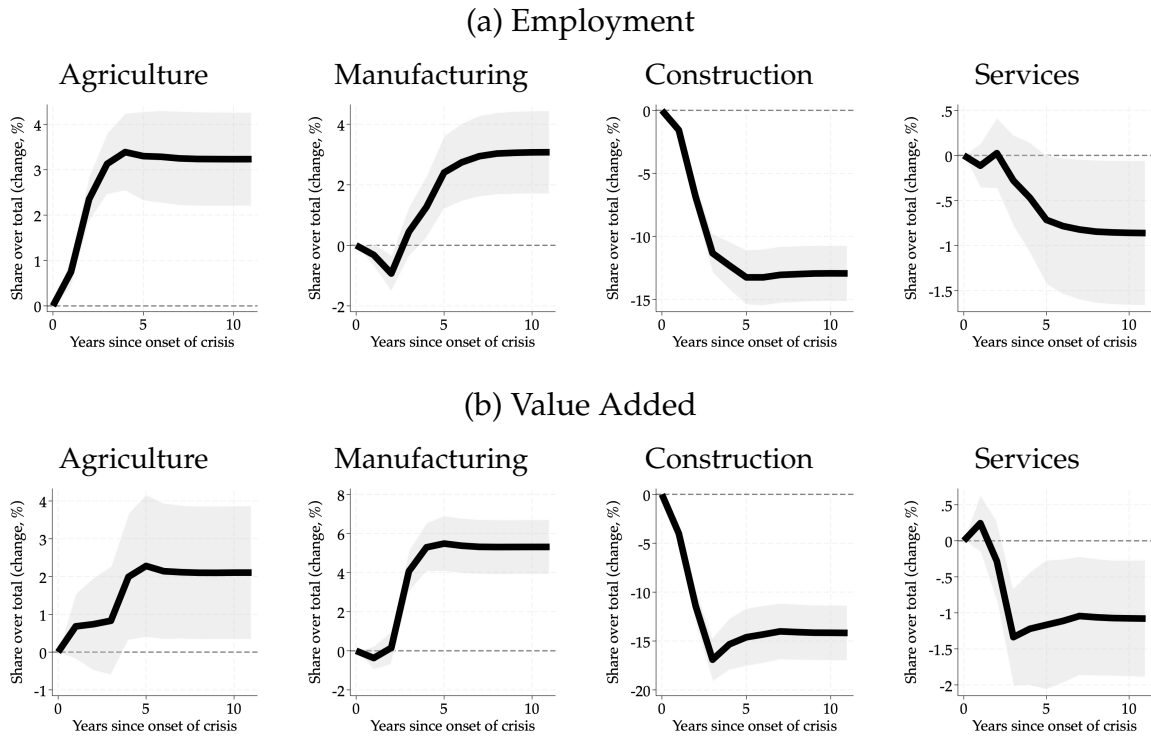 (a) Employment
Agriculture
Share over total (change, %)
4
3
2
1
0
0 5 10
Years since onset of crisis
Manufacturing
Share over total (change, %)
4
2
0
-2
0 5 10
Years since onset of crisis
Construction
Share over total (change, %)
0
-5
-10
-15
0 5 10
Years since onset of crisis
Services
Share over total (change, %)
.5
0
-.5
-1
-1.5
0 5 10
Years since onset of crisis
(b) Value Added
Agriculture
Share over total (change, %)
4
3
2
1
0
-1
0 5 10
Years since onset of crisis
Manufacturing
Share over total (change, %)
8
6
4
2
0
-2
0 5 10
Years since onset of crisis
Construction
Share over total (change, %)
0
-5
-10
-15
-20
0 5 10
Years since onset of crisis
Services
Share over total (change, %)
.5
0
-.5
-1
-1.5
-2
0 5 10
Years since onset of crisis